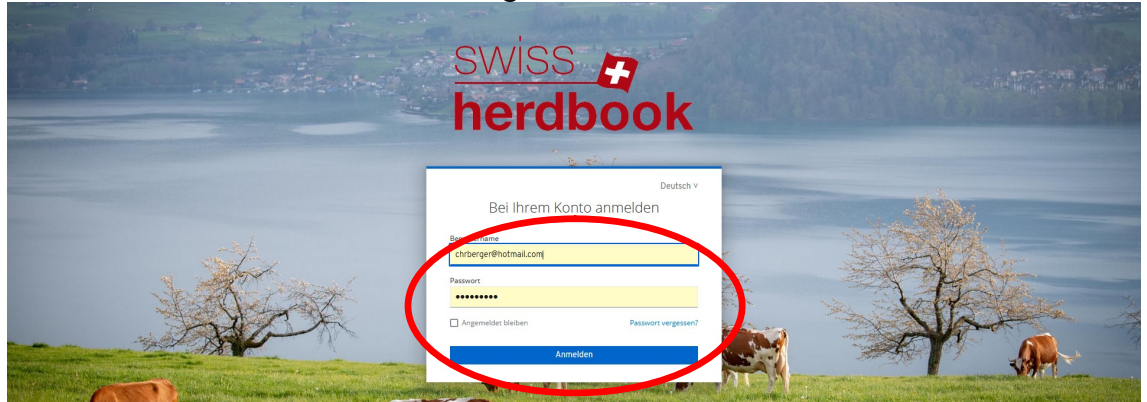 swiss
herdbook
Deutsch
Bei Ihrem Konto anmelden
chrberger@hotmail.com
Passwort
•••••••••
Angemeldet bleiben
Passwort vergessen?
Anmelden